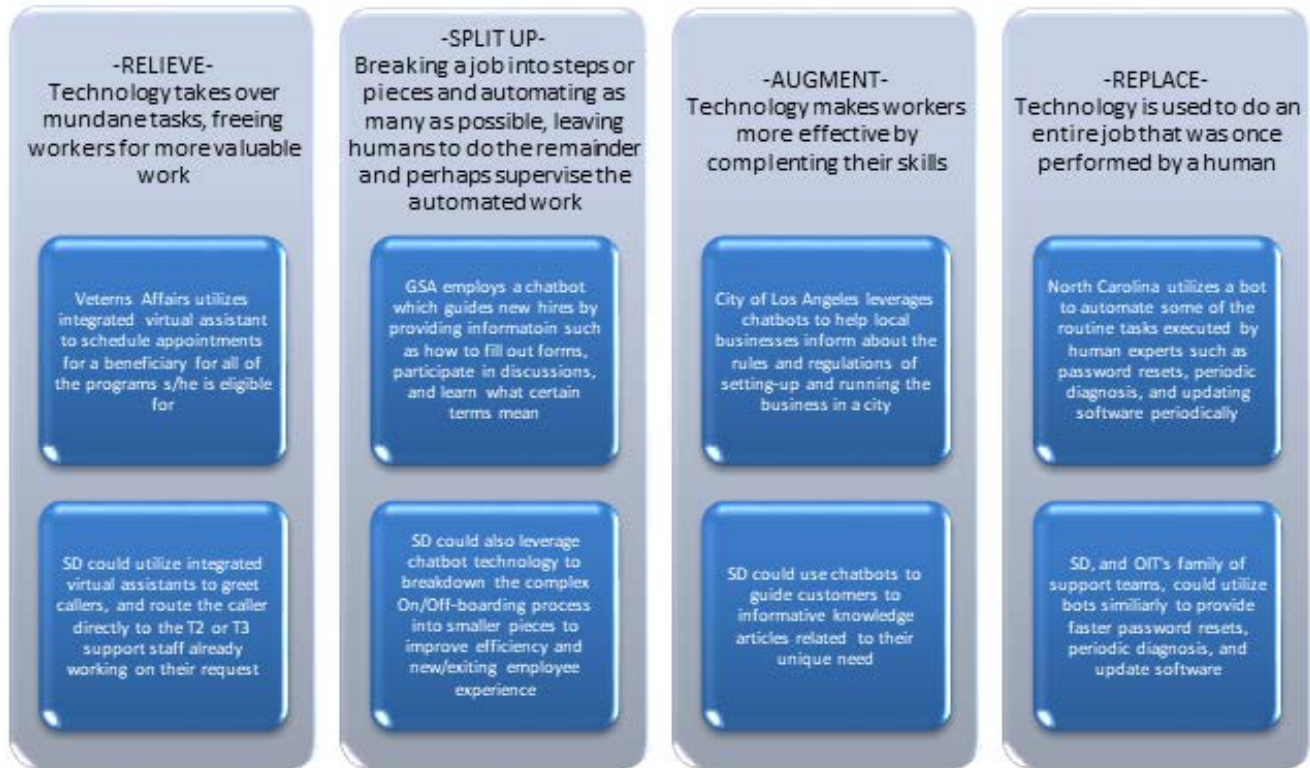 -RELIEVE-
Technology takes over
mundane tasks, freeing
workers for more valuable
work
Veterns Affairs utilizes
integrated virtual assistant
to schedule appointments
for a beneficiary for all of
the programs s/he is eligible
for
SD could utilize integrated
virtual assistants to greet
callers, and route the caller
directly to the T2 or T3
support staff already
working on their request
-SPLIT UP-
Breaking a job into steps or
pieces and automating as
many as possible, leaving
humans to do the remainder
and perhaps supervise the
automated work
GSA employs a chatbot
which guides new hires by
providing informatoin such
as how to fill out forms,
participate in discussions,
and learn what certain
terms mean
SD could also leverage
chatbot technology to
breakdown the complex
On/Off-boarding process
into smaller pieces to
improve efficiency and
new/exiting employee
experience
-AUGMENT-
Technology makes workers
more effective by
complenting their skills
City of Los Angeles leverages
chatbots to help local
businesses inform about the
rules and regulations of
setting-up and running the
business in a city
SD could use chatbots to
guide customers to
informative knowledge
articles related to their
unique need
-REPLACE-
Technology is used to do an
entire job that was once
performed by a human
North Carolina utilizes a bot
to automate some of the
routine tasks executed by
human experts such as
password resets, periodic
diagnosis, and updating
software periodically
SD, and OIT's family of
support teams, could utilize
bots similiarly to provide
faster password resets,
periodic diagnosis, and
update software